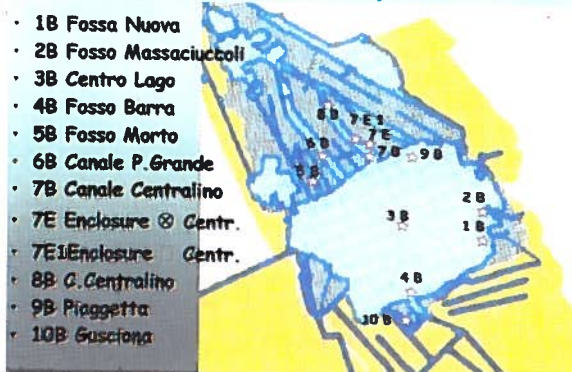 • 1B Fossa Nuova
• 2B Fosso Massaciuccoli
• 3B Centro Lago
• 4B Fosso Barra
• 5B Fosso Morto
• 6B Canale P.Grande
• 7B Canale Centralino
• 7E Enclosure ⊗ Centr.
• 7E1Enclosure Centr.
• 8B C.Centralino
• 9B Piaggetta
• 10B Gusciona
8B
7E1
7E
6B
7B
9B
5B
2B
3B
1B
4B
10B